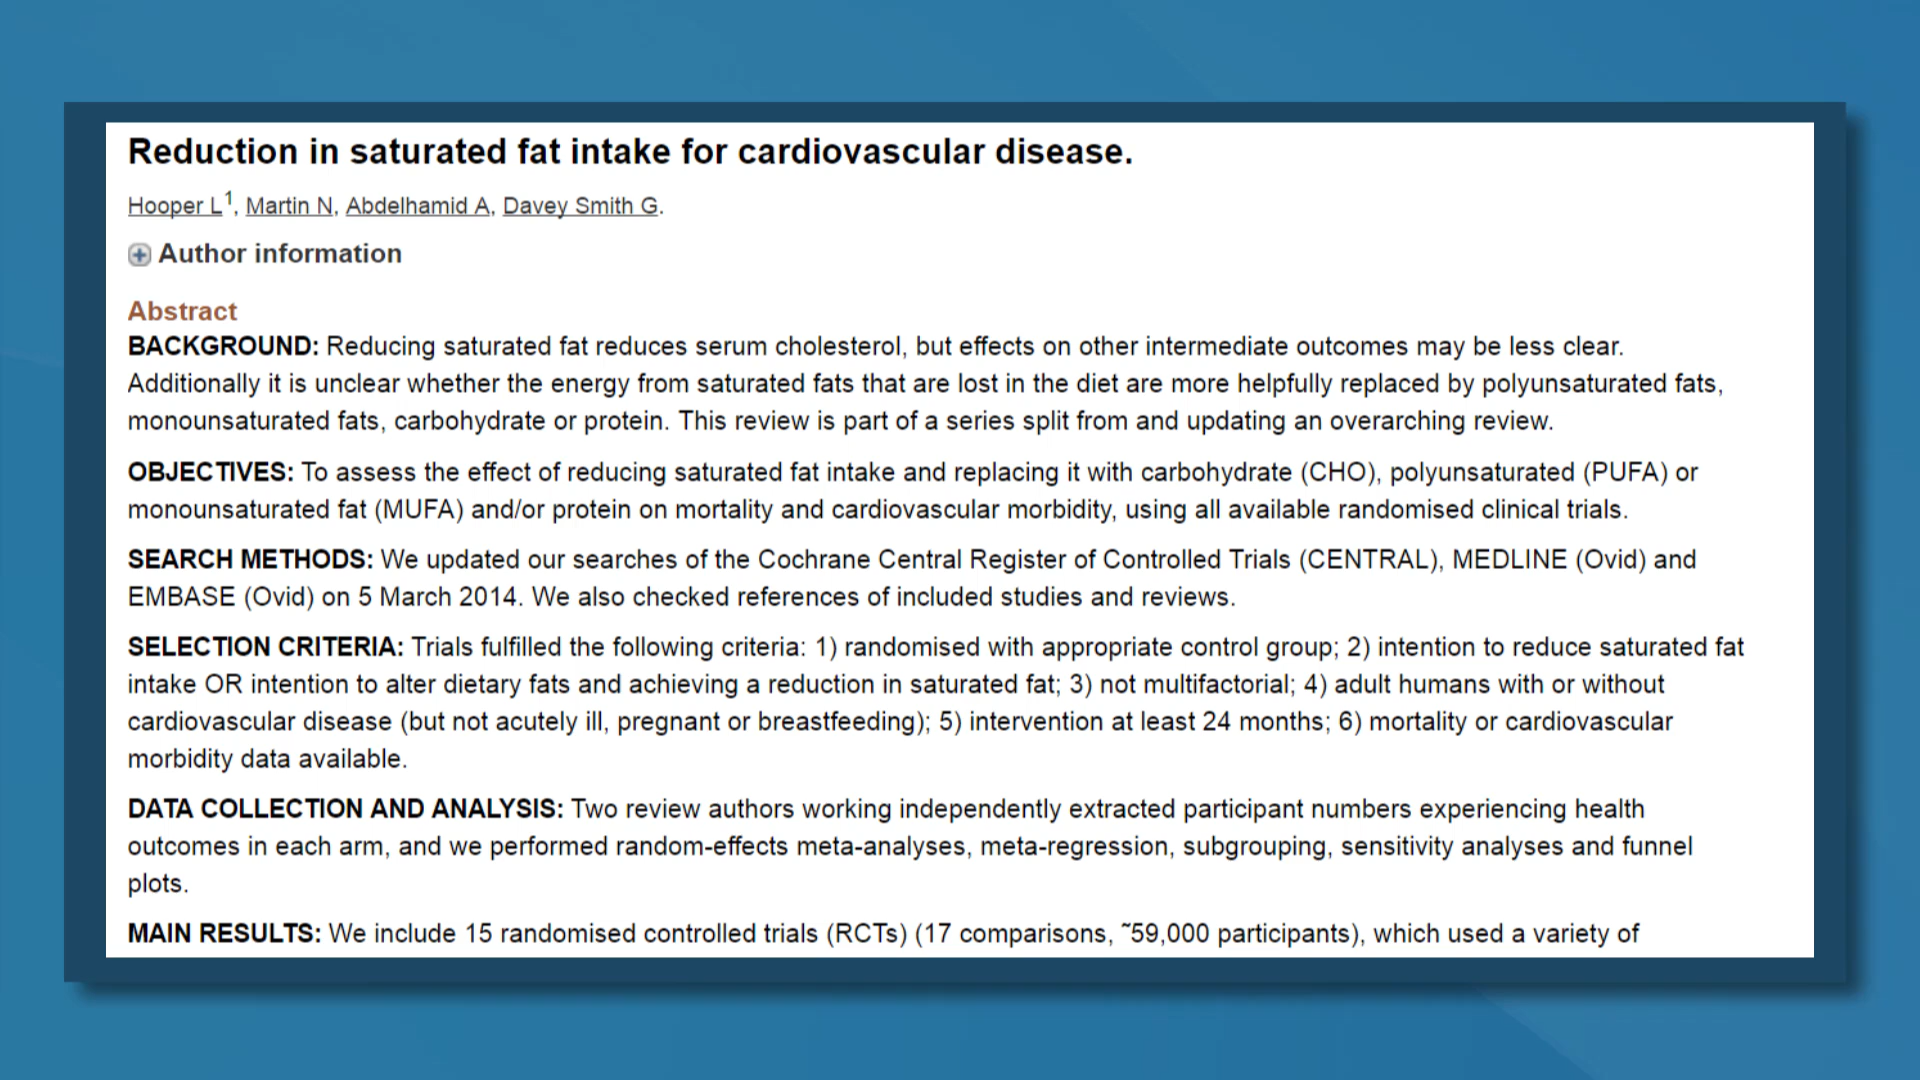 Reduction in saturated fat intake for cardiovascular disease.
Hooper L1, Martin N, Abdelhamid A, Davey Smith G.
Author information
Abstract
BACKGROUND: Reducing saturated fat reduces serum cholesterol, but effects on other intermediate outcomes may be less clear.
Additionally it is unclear whether the energy from saturated fats that are lost in the diet are more helpfully replaced by polyunsaturated fats,
monounsaturated fats, carbohydrate or protein. This review is part of a series split from and updating an overarching review.
OBJECTIVES: To assess the effect of reducing saturated fat intake and replacing it with carbohydrate (CHO), polyunsaturated (PUFA) or
monounsaturated fat (MUFA) and/or protein on mortality and cardiovascular morbidity, using all available randomised clinical trials.
SEARCH METHODS: We updated our searches of the Cochrane Central Register of Controlled Trials (CENTRAL), MEDLINE (Ovid) and
EMBASE (Ovid) on 5 March 2014. We also checked references of included studies and reviews.
SELECTION CRITERIA: Trials fulfilled the following criteria: 1) randomised with appropriate control group; 2) intention to reduce saturated fat
intake OR intention to alter dietary fats and achieving a reduction in saturated fat; 3) not multifactorial; 4) adult humans with or without
cardiovascular disease (but not acutely ill, pregnant or breastfeeding); 5) intervention at least 24 months; 6) mortality or cardiovascular
morbidity data available.
DATA COLLECTION AND ANALYSIS: Two review authors working independently extracted participant numbers experiencing health
outcomes in each arm, and we performed random-effects meta-analyses, meta-regression, subgrouping, sensitivity analyses and funnel
plots.
MAIN RESULTS: We include 15 randomised controlled trials (RCTs) (17 comparisons, ~59,000 participants), which used a variety of